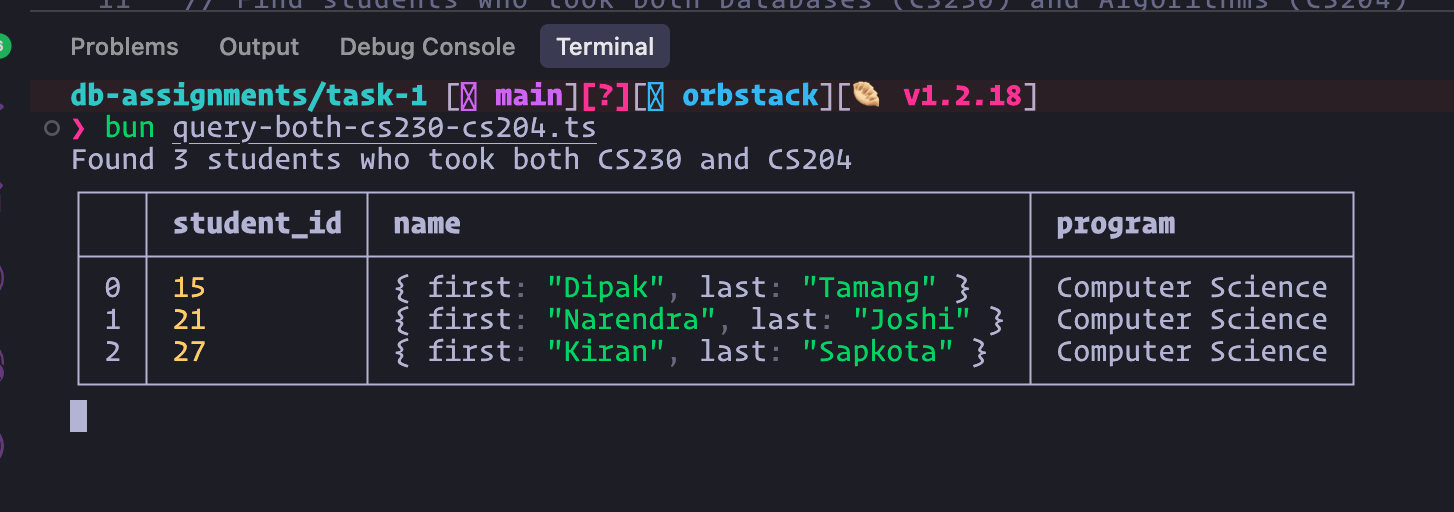 11 // Find students who took both Databases (CS230) and Algorithms (CS204)
Problems Output Debug Console Terminal
db-assignments/task-1 [ main][?][ orbstack][🥟 v1.2.18]
❯ bun query-both-cs230-cs204.ts
Found 3 students who took both CS230 and CS204
student_id name program
0 15 { first: "Dipak", last: "Tamang" } Computer Science
1 21 { first: "Narendra", last: "Joshi" } Computer Science
2 27 { first: "Kiran", last: "Sapkota" } Computer Science